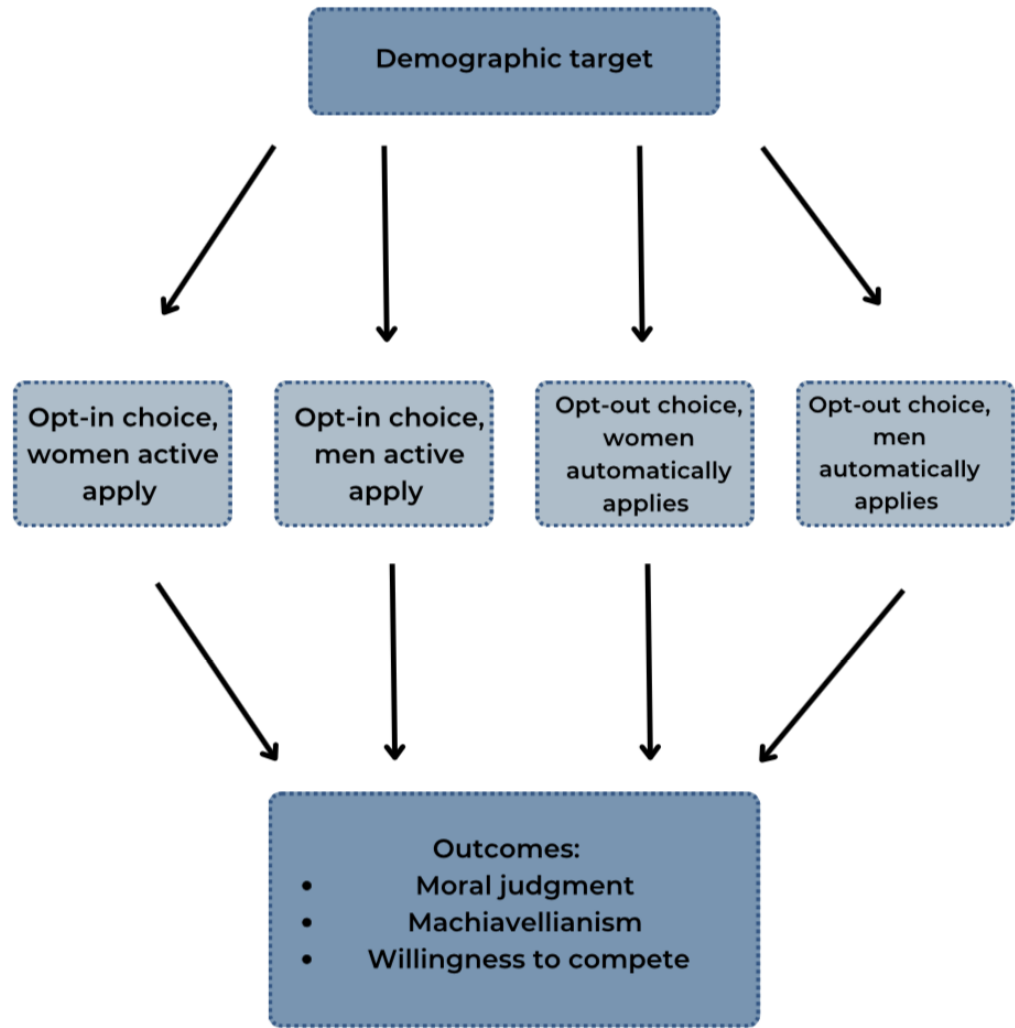 Demographic target
Opt-in choice,
women active
apply
Opt-in choice,
men active
apply
Opt-out choice,
women
automatically
applies
Opt-out choice,
men
automatically
applies
Outcomes:
• Moral judgment
• Machiavellianism
• Willingness to compete